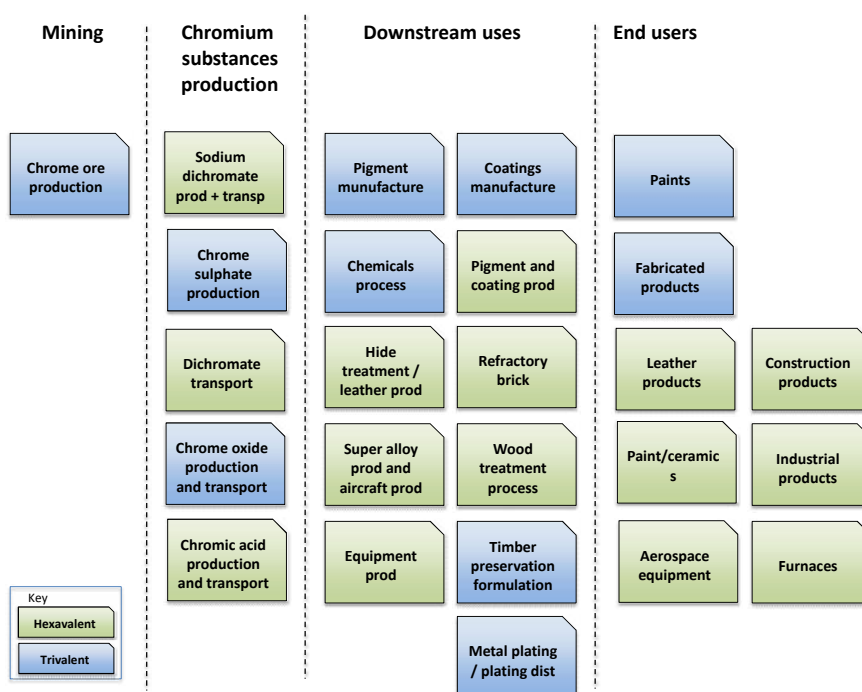 Mining
Chromium
substances
production
Downstream uses
End users
Chrome ore
production
Sodium
dichromate
prod + transp
Pigment
munufacture
Coatings
manufacture
Paints
Chrome
sulphate
production
Chemicals
process
Pigment and
coating prod
Fabricated
products
Dichromate
transport
Hide
treatment /
leather prod
Refractory
brick
Leather
products
Construction
products
Chrome oxide
production
and transport
Super alloy
prod and
aircraft prod
Wood
treatment
process
Paint/ceramic
s
Industrial
products
Chromic acid
production
and transport
Equipment
prod
Timber
preservation
formulation
Aerospace
equipment
Furnaces
Metal plating
/ plating dist
Key
Hexavalent
Trivalent